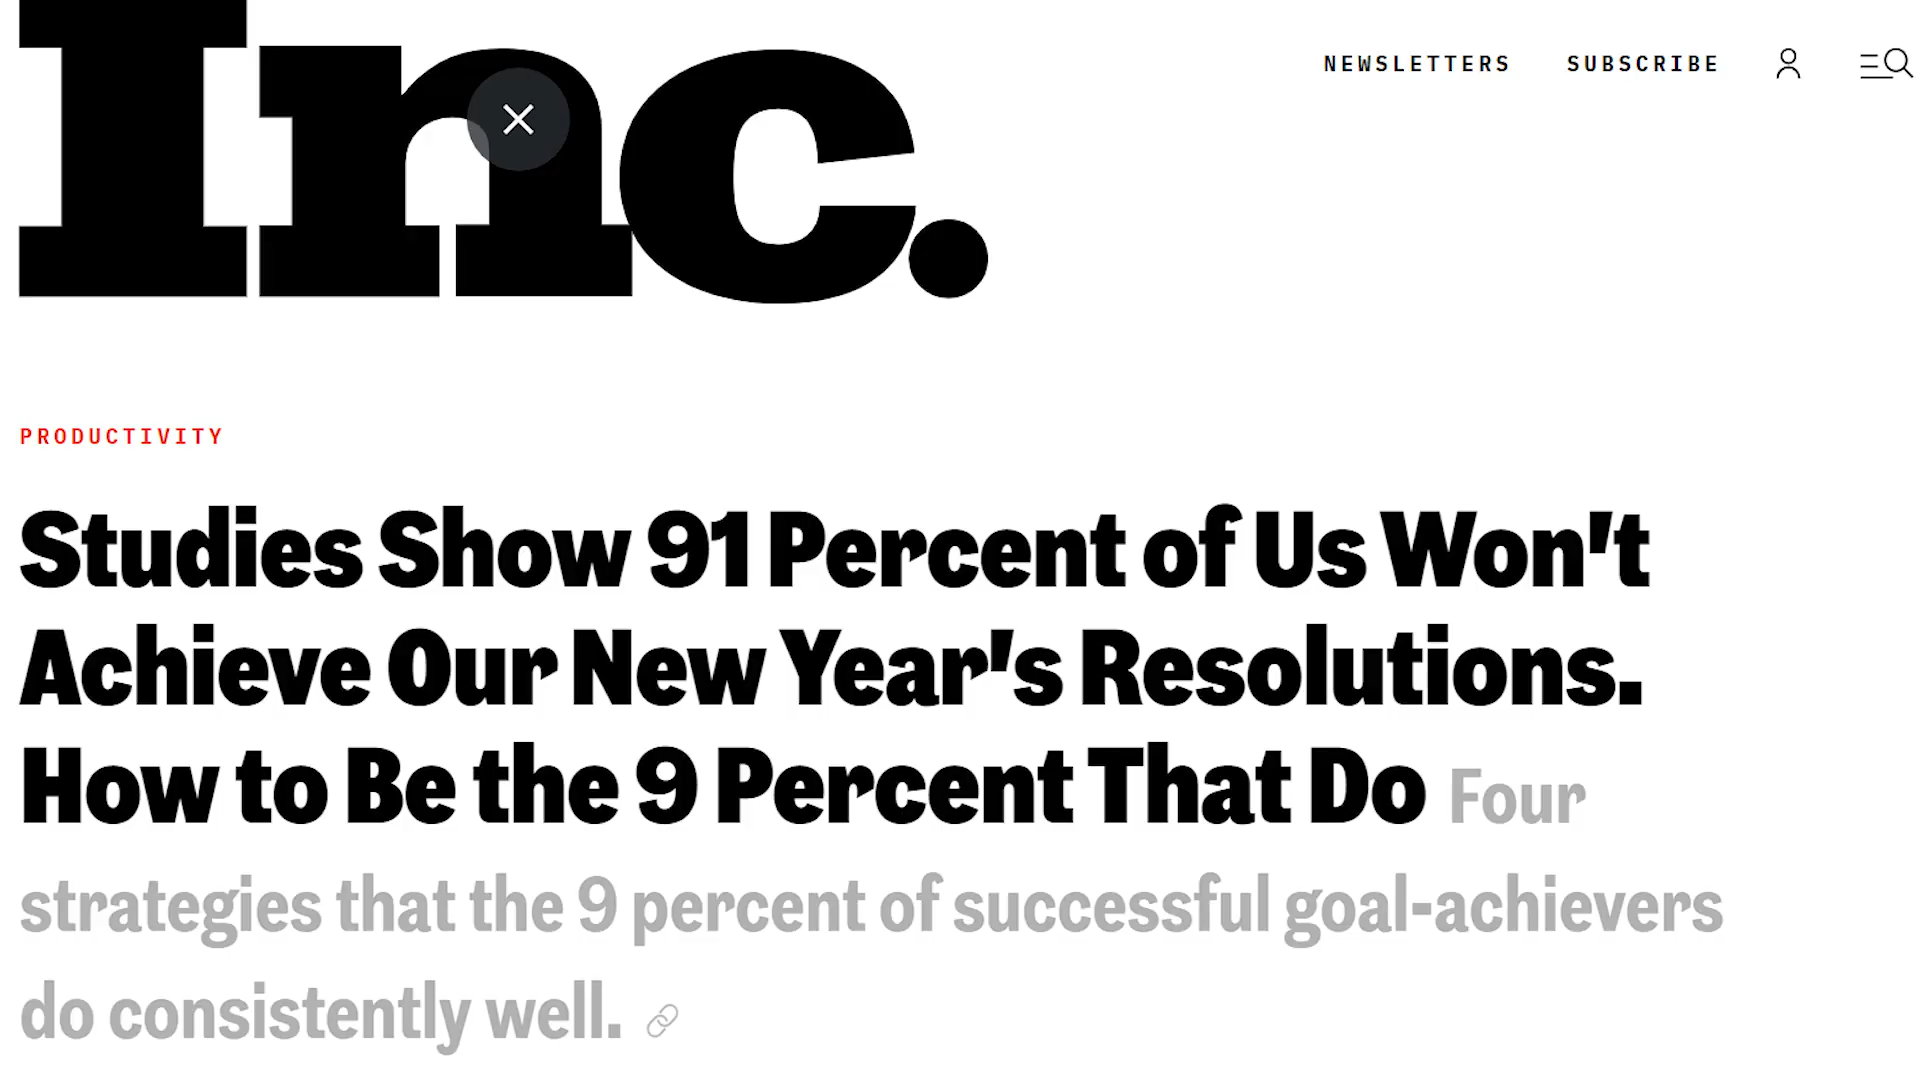 Inc.
NEWSLETTERS SUBSCRIBE
PRODUCTIVITY
Studies Show 91 Percent of Us Won't
Achieve Our New Year's Resolutions.
How to Be the 9 Percent That Do Four
strategies that the 9 percent of successful goal-achievers
do consistently well.